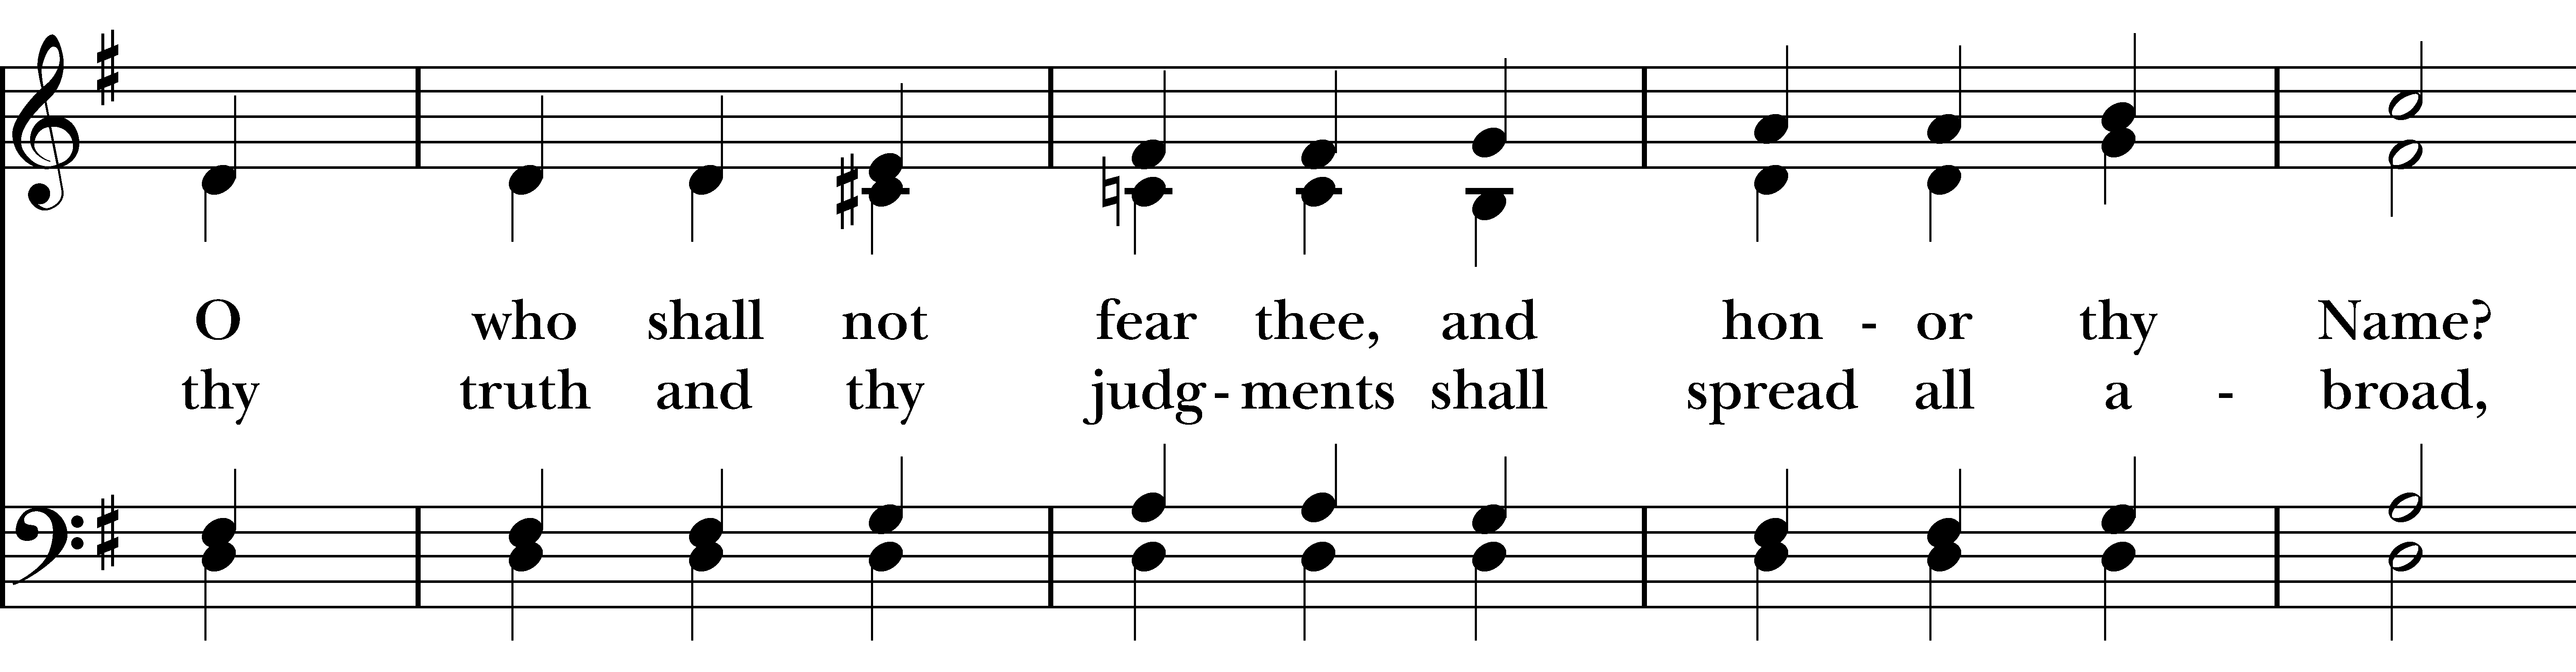 O who shall not fear thee, and hon - or thy Name?
thy truth and thy judg - ments shall spread all a - broad,